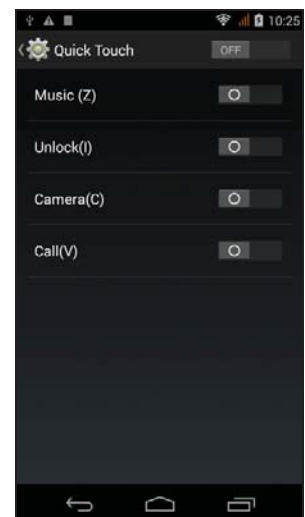 10:25
Quick Touch OFF
Music (Z)
Unlock(I)
Camera(C)
Call(V)